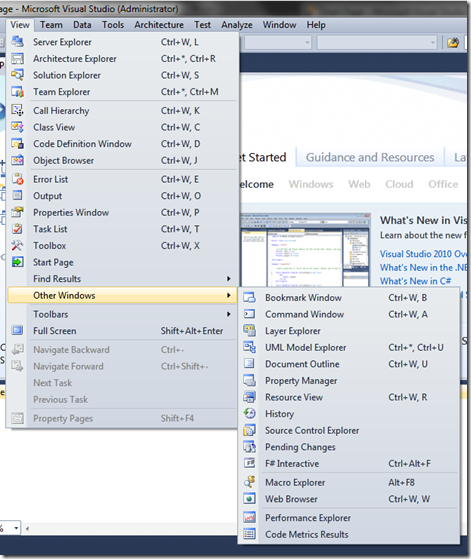 age - Microsoft Visual Studio (Administrator)
View Team Data Tools Architecture Test Analyze Window Help
Server Explorer Ctrl+W, L
Architecture Explorer Ctrl+*, Ctrl+R
Solution Explorer Ctrl+W, S
Team Explorer Ctrl+*, Ctrl+M
Call Hierarchy Ctrl+W, K
Class View Ctrl+W, C
Code Definition Window Ctrl+W, D
Object Browser Ctrl+W, J
Error List Ctrl+W, E
Output Ctrl+W, O
Properties Window Ctrl+W, P
Task List Ctrl+W, T
Toolbox Ctrl+W, X
Start Page
Find Results
Other Windows
Toolbars
Full Screen Shift+Alt+Enter
Navigate Backward Ctrl+-
Navigate Forward Ctrl+Shift+-
Next Task
Previous Task
Property Pages Shift+F4
et Started Guidance and Resources La
elcome Windows Web Cloud Office
What's New in Vis
Learn about the new f
Visual Studio 2010 Ove
What's New in the .NE
What's New in C#
Bookmark Window Ctrl+W, B
Command Window Ctrl+W, A
Layer Explorer
UML Model Explorer Ctrl+*, Ctrl+U
Document Outline Ctrl+W, U
Property Manager
Resource View Ctrl+W, R
History
Source Control Explorer
Pending Changes
F# Interactive Ctrl+Alt+F
Macro Explorer Alt+F8
Web Browser Ctrl+W, W
Performance Explorer
Code Metrics Results
%